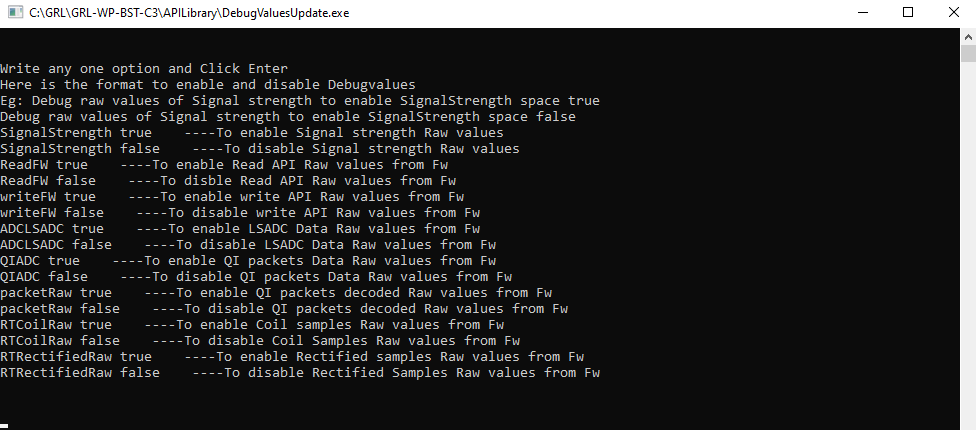 C:\GRL\GRL-WP-BST-C3\APILibrary\DebugValuesUpdate.exe
Write any one option and Click Enter
Here is the format to enable and disable Debugvalues
Eg: Debug raw values of Signal strength to enable SignalStrength space true
Debug raw values of Signal strength to enable SignalStrength space false
SignalStrength true    ----To enable Signal strength Raw values
SignalStrength false    ----To disable Signal strength Raw values
ReadFW true    ----To enable Read API Raw values from Fw
ReadFW false    ----To disble Read API Raw values from Fw
writeFW true    ----To enable write API Raw values from Fw
writeFW false    ----To disable write API Raw values from Fw
ADCLSADC true    ----To enable LSADC Data Raw values from Fw
ADCLSADC false    ----To disable LSADC Data Raw values from Fw
QIADC true    ----To enable QI packets Data Raw values from Fw
QIADC false    ----To disable QI packets Data Raw values from Fw
packetRaw true    ----To enable QI packets decoded Raw values from Fw
packetRaw false    ----To disable QI packets decoded Raw values from Fw
RTCoilRaw true    ----To enable Coil samples Raw values from Fw
RTCoilRaw false    ----To disable Coil Samples Raw values from Fw
RTRectifiedRaw true    ----To enable Rectified samples Raw values from Fw
RTRectifiedRaw false    ----To disable Rectified Samples Raw values from Fw